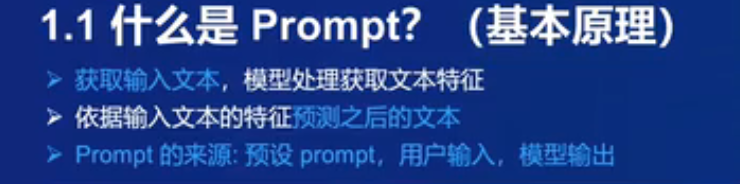 1.1 什么是 Prompt? （基本原理）
➢ 获取输入文本，模型处理获取文本特征
➢ 依据输入文本的特征预测之后的文本
➢ Prompt 的来源: 预设 prompt，用户输入，模型输出